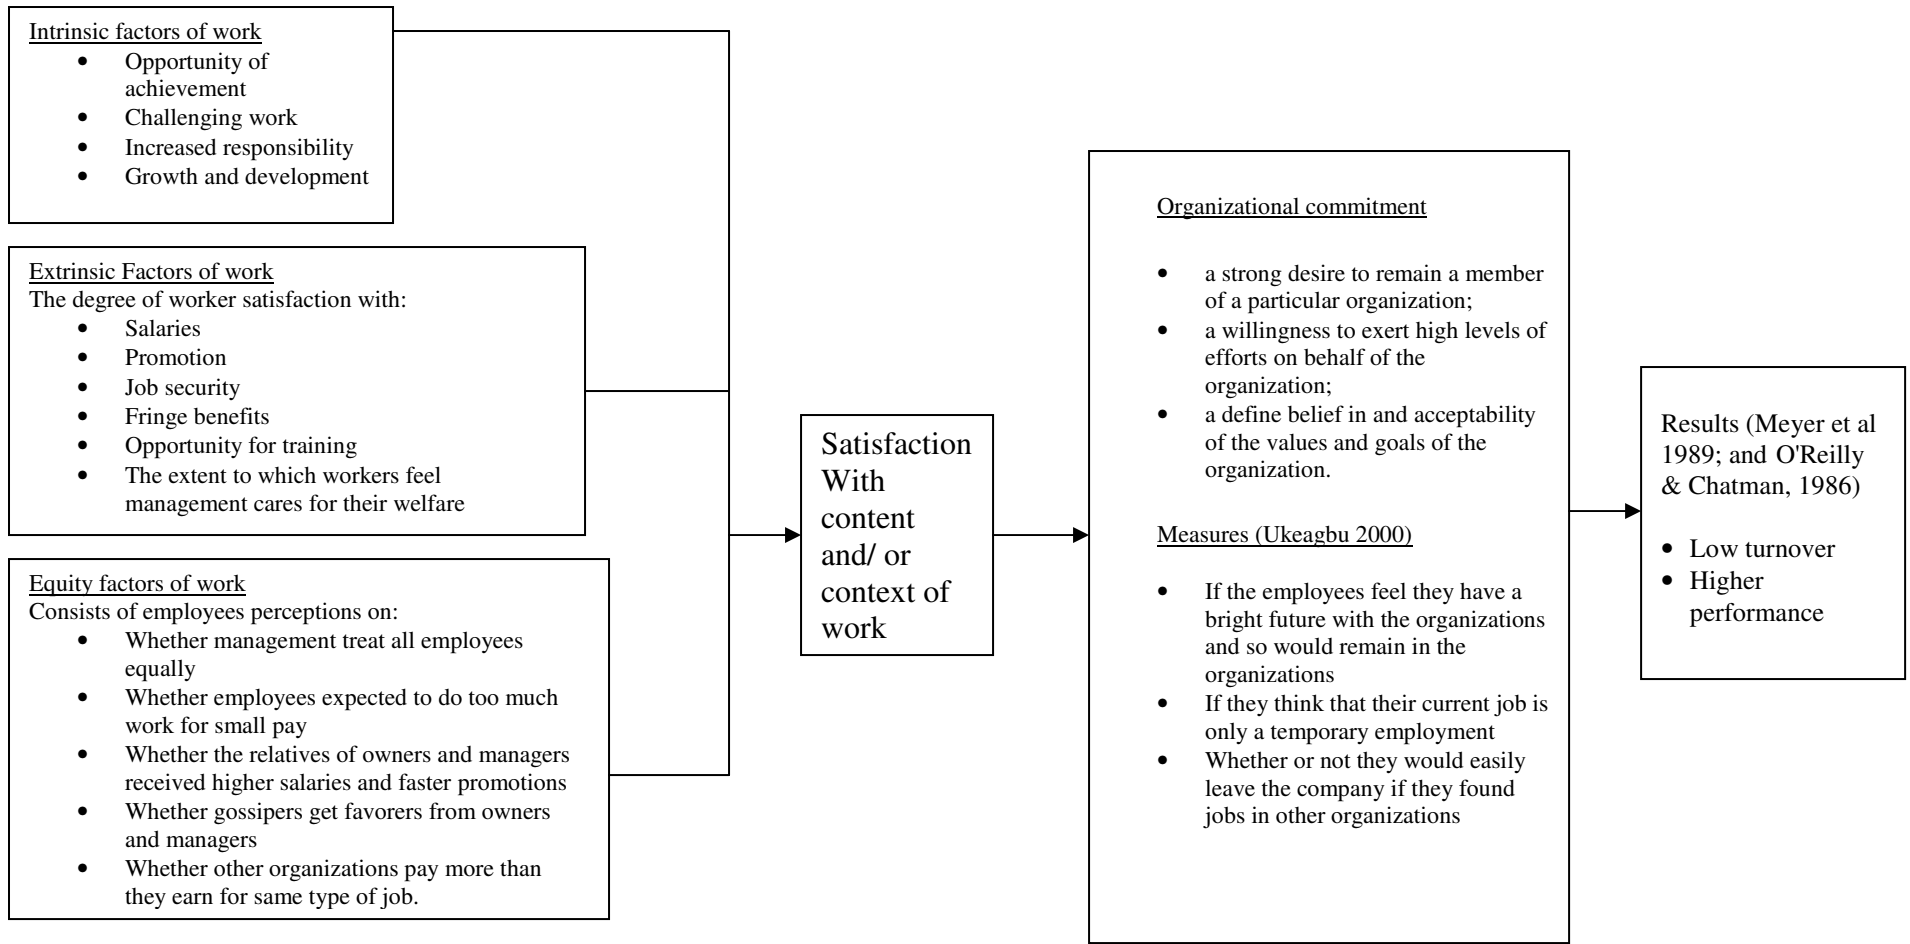 Intrinsic factors of work
• Opportunity of
achievement
• Challenging work
• Increased responsibility
• Growth and development
Extrinsic Factors of work
The degree of worker satisfaction with:
• Salaries
• Promotion
• Job security
• Fringe benefits
• Opportunity for training
• The extent to which workers feel
management cares for their welfare
Equity factors of work
Consists of employees perceptions on:
• Whether management treat all employees
equally
• Whether employees expected to do too much
work for small pay
• Whether the relatives of owners and managers
received higher salaries and faster promotions
• Whether gossipers get favorers from owners
and managers
• Whether other organizations pay more than
they earn for same type of job.
Satisfaction
With
content
and/ or
context of
work
Organizational commitment
• a strong desire to remain a member
of a particular organization;
• a willingness to exert high levels of
efforts on behalf of the
organization;
• a define belief in and acceptability
of the values and goals of the
organization.
Measures (Ukeagbu 2000)
• If the employees feel they have a
bright future with the organizations
and so would remain in the
organizations
• If they think that their current job is
only a temporary employment
• Whether or not they would easily
leave the company if they found
jobs in other organizations
Results (Meyer et al
1989; and O'Reilly
& Chatman, 1986)
• Low turnover
• Higher
performance